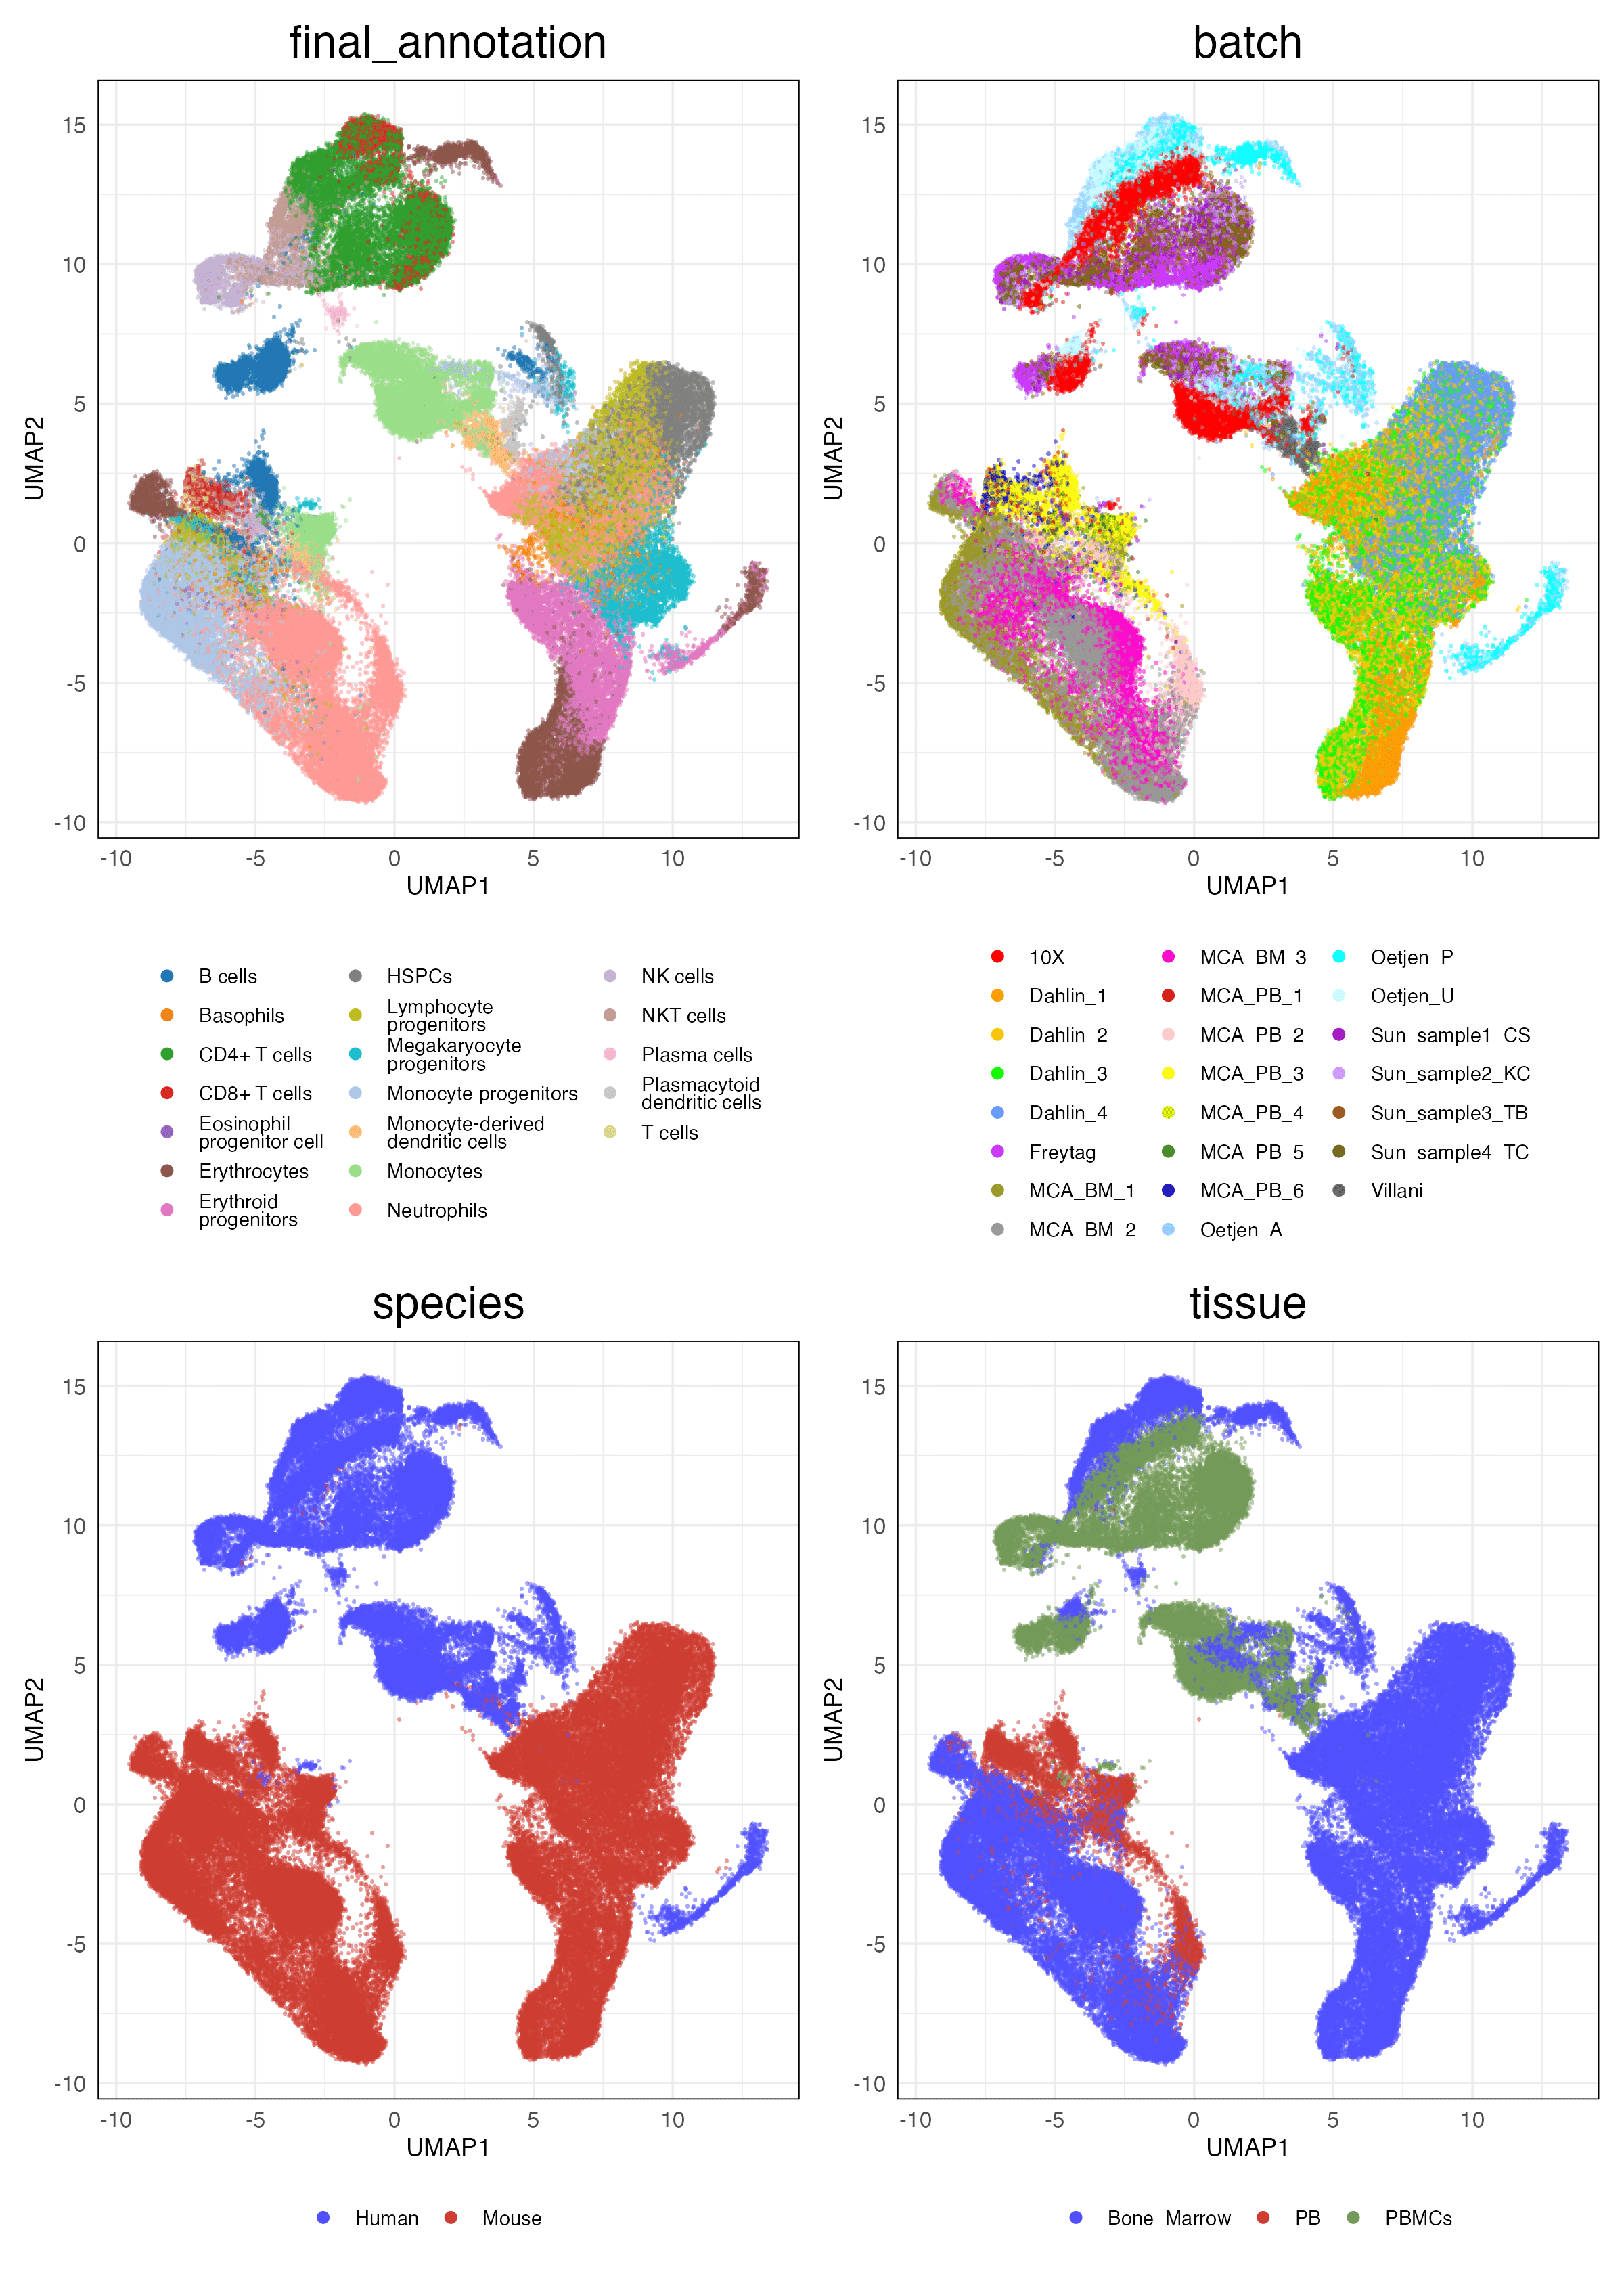 final_annotation
batch
15
10
5
0
-5
-10
UMAP2
-10
-5
0
5
10
UMAP1
15
10
5
0
-5
-10
UMAP2
-10
-5
0
5
10
UMAP1
B cells
Basophils
CD4+ T cells
CD8+ T cells
Eosinophil
progenitor cell
Erythrocytes
Erythroid
progenitors
HSPCs
Lymphocyte
progenitors
Megakaryocyte
progenitors
Monocyte progenitors
Monocyte-derived
dendritic cells
Monocytes
Neutrophils
NK cells
NKT cells
Plasma cells
Plasmacytoid
dendritic cells
T cells
10X
Dahlin_1
Dahlin_2
Dahlin_3
Dahlin_4
Freytag
MCA_BM_1
MCA_BM_2
MCA_BM_3
MCA_PB_1
MCA_PB_2
MCA_PB_3
MCA_PB_4
MCA_PB_5
MCA_PB_6
Oetjen_A
Oetjen_P
Oetjen_U
Sun_sample1_CS
Sun_sample2_KC
Sun_sample3_TB
Sun_sample4_TC
Villani
species
tissue
15
10
5
0
-5
-10
UMAP2
-10
-5
0
5
10
UMAP1
15
10
5
0
-5
-10
UMAP2
-10
-5
0
5
10
UMAP1
Human
Mouse
Bone_Marrow
PB
PBMCs